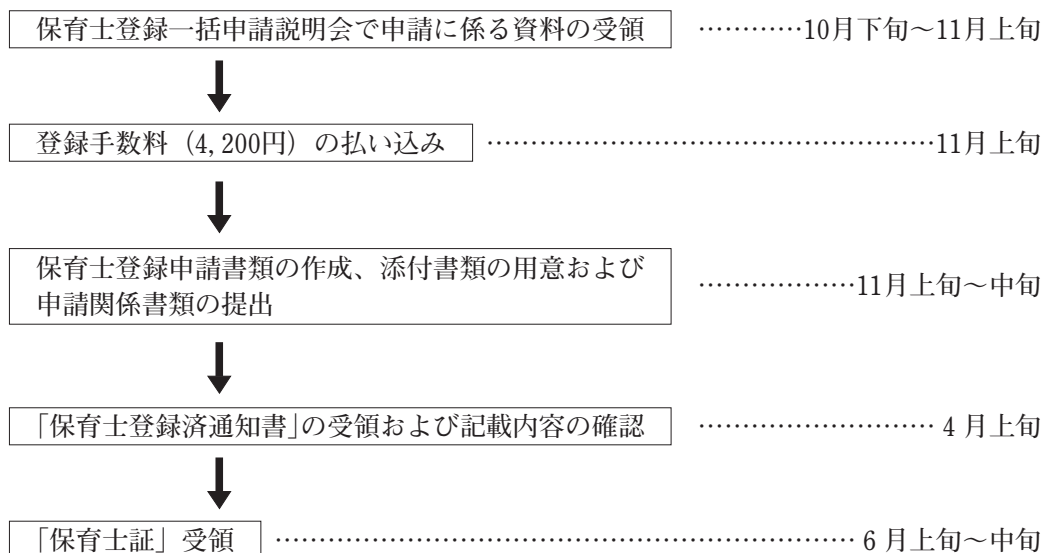 保育士登録一括申請説明会で申請に係る資料の受領 …………10月下旬～11月上旬
登録手数料（4,200円）の払い込み ……………………………………………11月上旬
保育士登録申請書類の作成、添付書類の用意および
申請関係書類の提出 ………………11月上旬～中旬
「保育士登録済通知書」の受領および記載内容の確認 ……………………… 4 月上旬
「保育士証」受領 ………………………………………………………… 6 月上旬～中旬